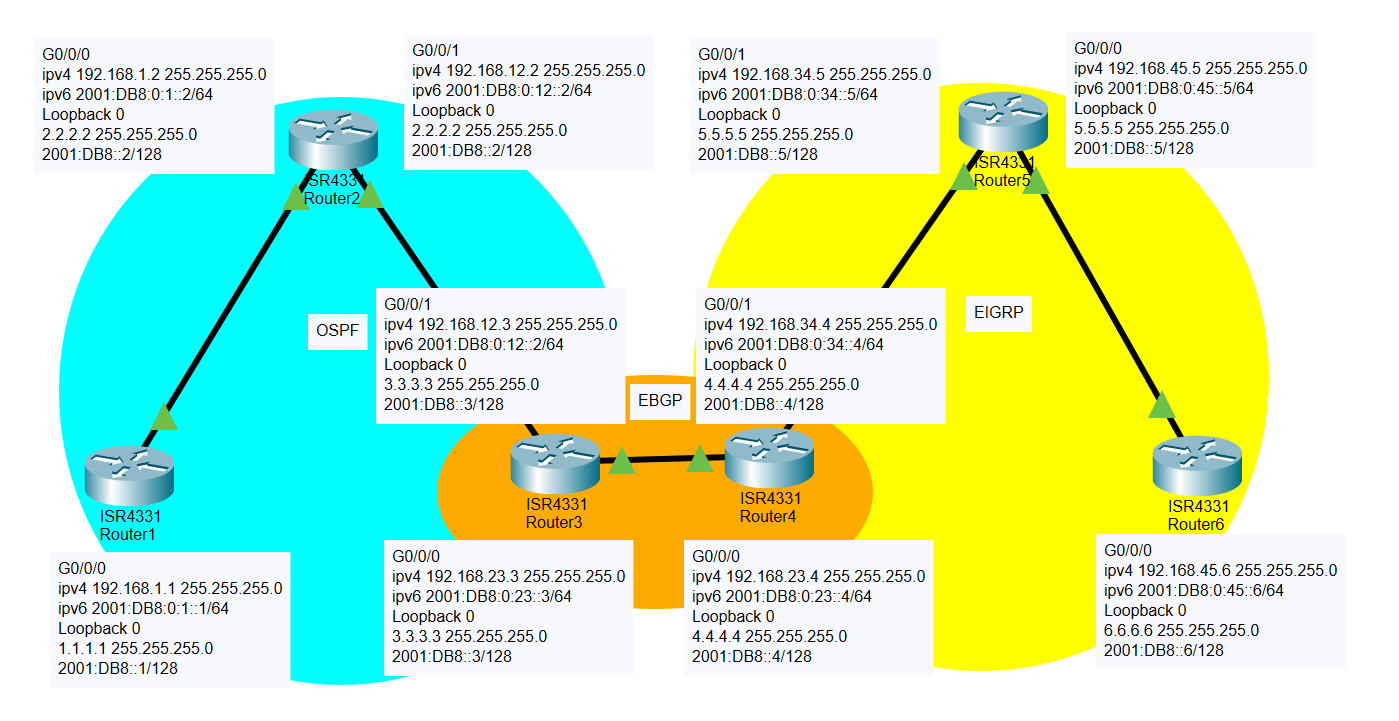 G0/0/0
ipv4 192.168.1.2 255.255.255.0
ipv6 2001:DB8:0:1::2/64
Loopback 0
2.2.2.2 255.255.255.0
2001:DB8::2/128
G0/0/1
ipv4 192.168.12.2 255.255.255.0
ipv6 2001:DB8:0:12::2/64
Loopback 0
2.2.2.2 255.255.255.0
2001:DB8::2/128
G0/0/1
ipv4 192.168.34.5 255.255.255.0
ipv6 2001:DB8:0:34::5/64
Loopback 0
5.5.5.5 255.255.255.0
2001:DB8::5/128
G0/0/0
ipv4 192.168.45.5 255.255.255.0
ipv6 2001:DB8:0:45::5/64
Loopback 0
5.5.5.5 255.255.255.0
2001:DB8::5/128
ISR4331
Router2
ISR4331
Router5
OSPF
G0/0/1
ipv4 192.168.12.3 255.255.255.0
ipv6 2001:DB8:0:12::2/64
Loopback 0
3.3.3.3 255.255.255.0
2001:DB8::3/128
G0/0/1
ipv4 192.168.34.4 255.255.255.0
ipv6 2001:DB8:0:34::4/64
Loopback 0
4.4.4.4 255.255.255.0
2001:DB8::4/128
EIGRP
EBGP
ISR4331
Router1
ISR4331
Router3
ISR4331
Router4
ISR4331
Router6
G0/0/0
ipv4 192.168.1.1 255.255.255.0
ipv6 2001:DB8:0:1::1/64
Loopback 0
1.1.1.1 255.255.255.0
2001:DB8::1/128
G0/0/0
ipv4 192.168.23.3 255.255.255.0
ipv6 2001:DB8:0:23::3/64
Loopback 0
3.3.3.3 255.255.255.0
2001:DB8::3/128
G0/0/0
ipv4 192.168.23.4 255.255.255.0
ipv6 2001:DB8:0:23::4/64
Loopback 0
4.4.4.4 255.255.255.0
2001:DB8::4/128
G0/0/0
ipv4 192.168.45.6 255.255.255.0
ipv6 2001:DB8:0:45::6/64
Loopback 0
6.6.6.6 255.255.255.0
2001:DB8::6/128